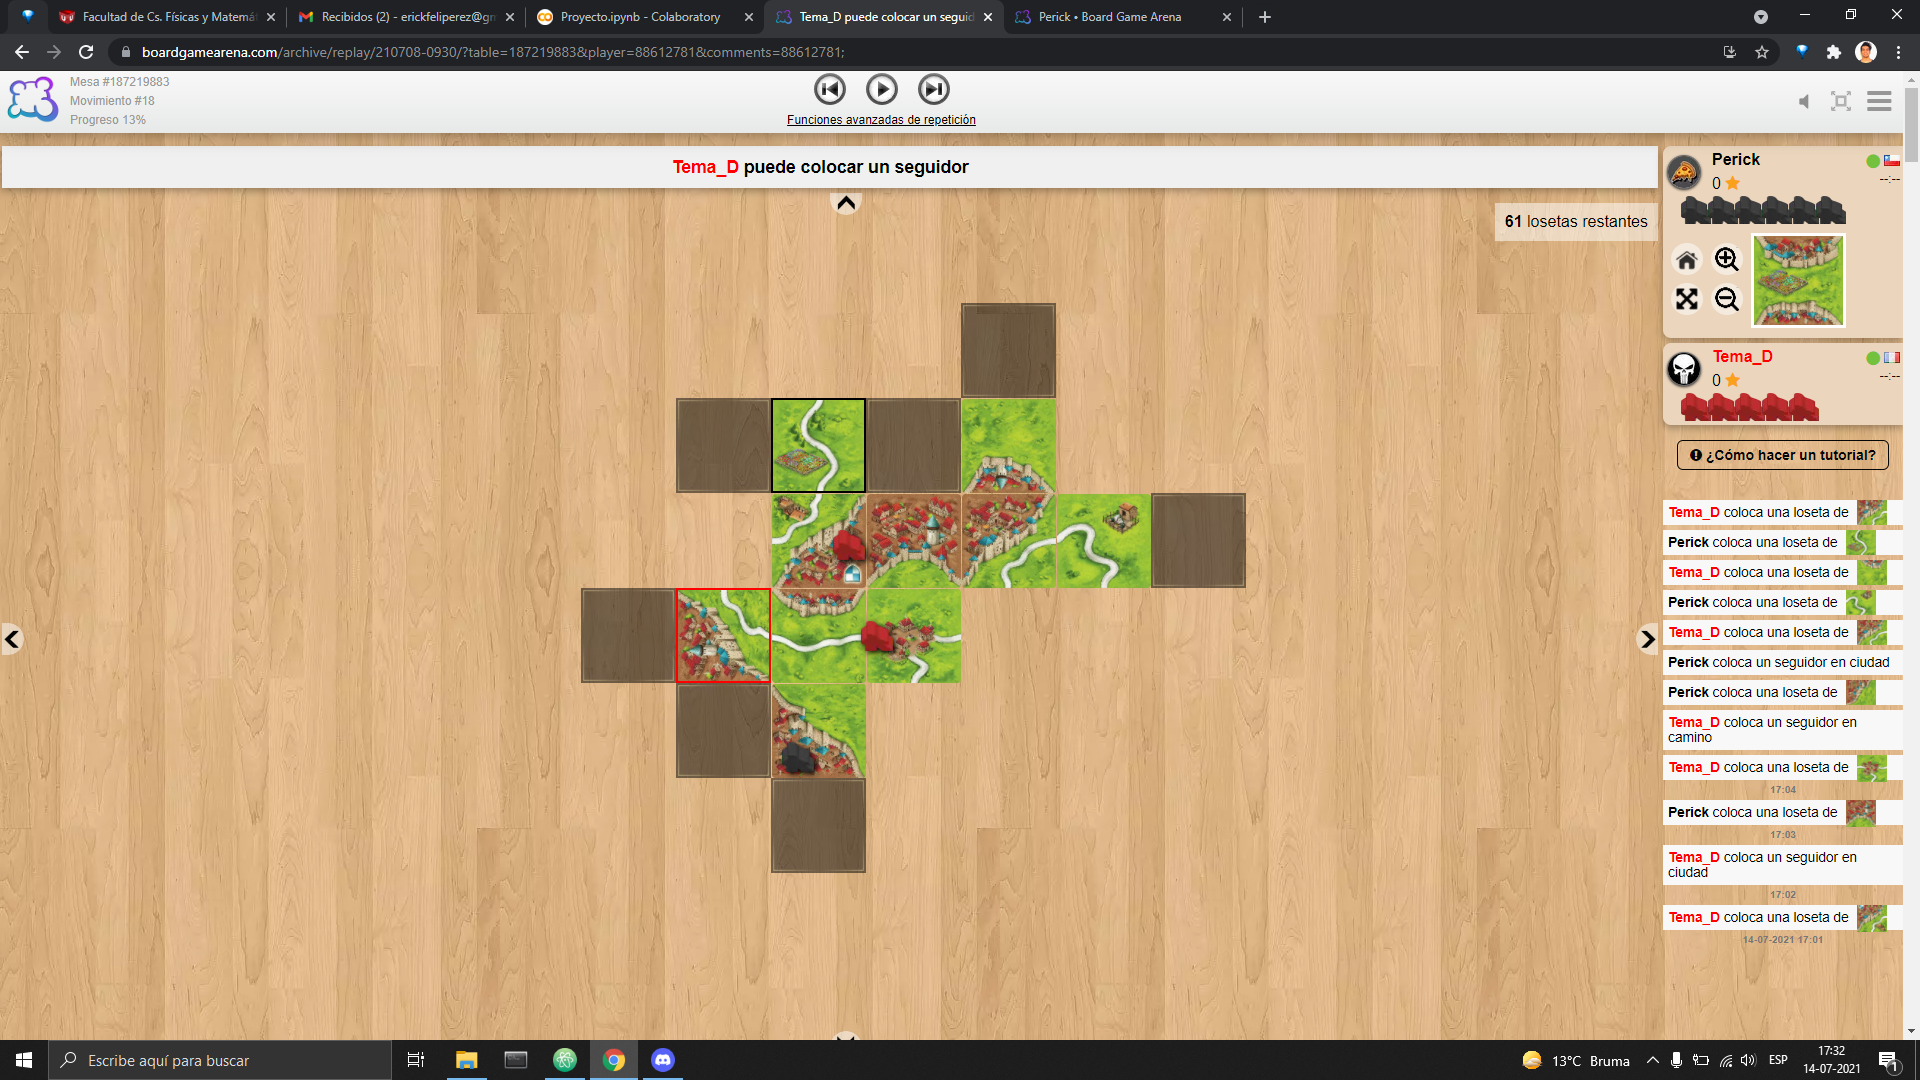 Facultad de Cs. Físicas y Matemá
Recibidos (2) - erickfeliperez@gm
Proyecto.ipynb - Colaboratory
Tema_D puede colocar un seguid
Perick • Board Game Arena
boardgamearena.com/archive/replay/210708-0930/?table=187219883&player=88612781&comments=88612781;
Mesa #187219883
Movimiento #18
Progreso 13%
Funciones avanzadas de repetición
Tema_D puede colocar un seguidor
61 losetas restantes
Perick
0
--:--
Tema_D
0
--:--
¿Cómo hacer un tutorial?
Tema_D coloca una loseta de
Perick coloca una loseta de
Tema_D coloca una loseta de
Perick coloca una loseta de
Tema_D coloca una loseta de
Perick coloca un seguidor en ciudad
Perick coloca una loseta de
Tema_D coloca un seguidor en
camino
Tema_D coloca una loseta de
17:04
Perick coloca una loseta de
17:03
Tema_D coloca un seguidor en
ciudad
17:02
Tema_D coloca una loseta de
14-07-2021 17:01
Escribe aquí para buscar
13°C Bruma
ESP
17:32
14-07-2021
1